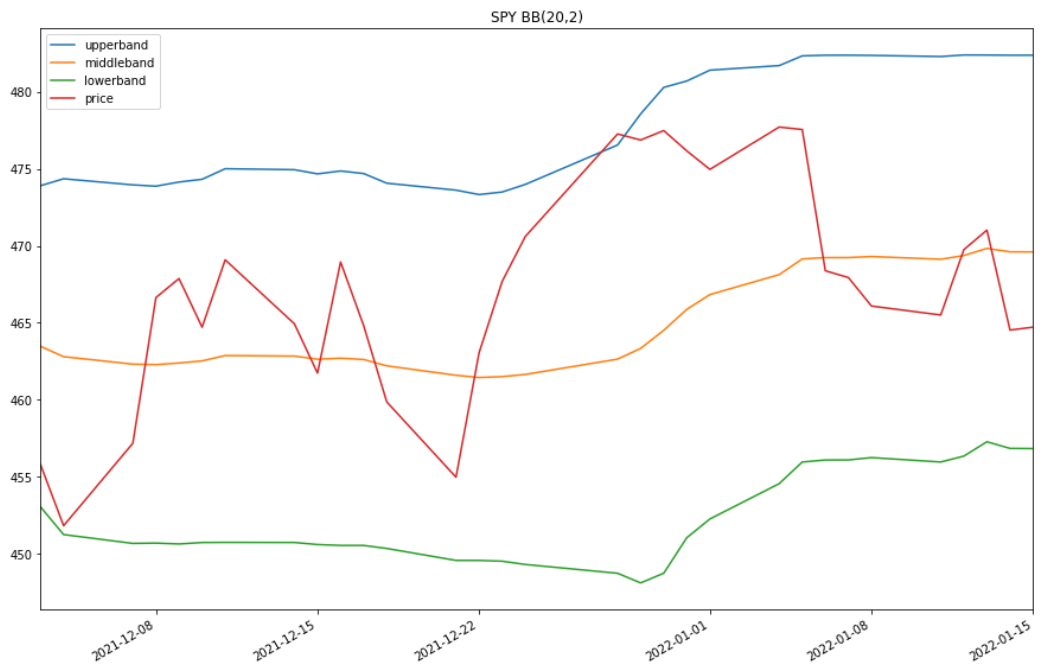 SPY BB(20,2)
upperband
middleband
lowerband
price
480
475
470
465
460
455
450
2021-12-08
2021-12-15
2021-12-22
2022-01-01
2022-01-08
2022-01-15